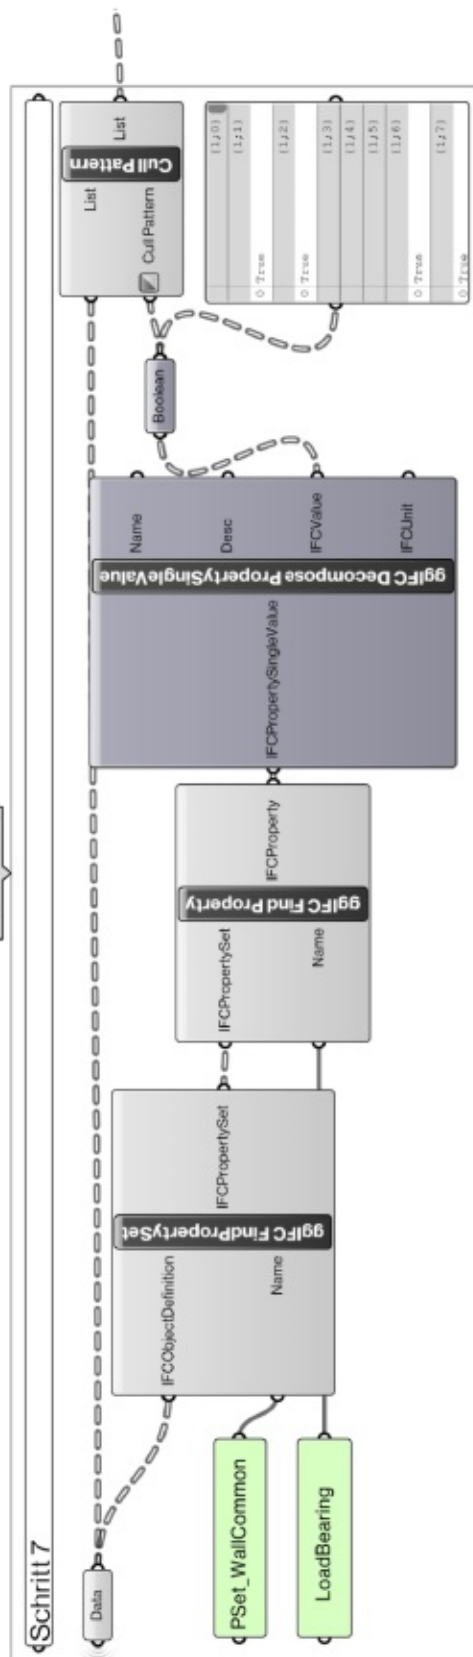 Schritt 7
Data
PSet_WallCommon
LoadBearing
IFCObjectDefinition
Name
ggIFC FindPropertySet
IFCPropertySet
IFCPropertySet
Name
ggIFC Find Property
IFCProperty
IFCPropertySingleValue
ggIFC Decompose PropertySingleValue
Name
Desc
IFCValue
IFCUnit
Boolean
List
Cull Pattern
Cull Pattern
List
{1;0}
{1;1}
0 True
{1;2}
0 True
{1;3}
{1;4}
{1;5}
{1;6}
0 True
{1;7}
0 True